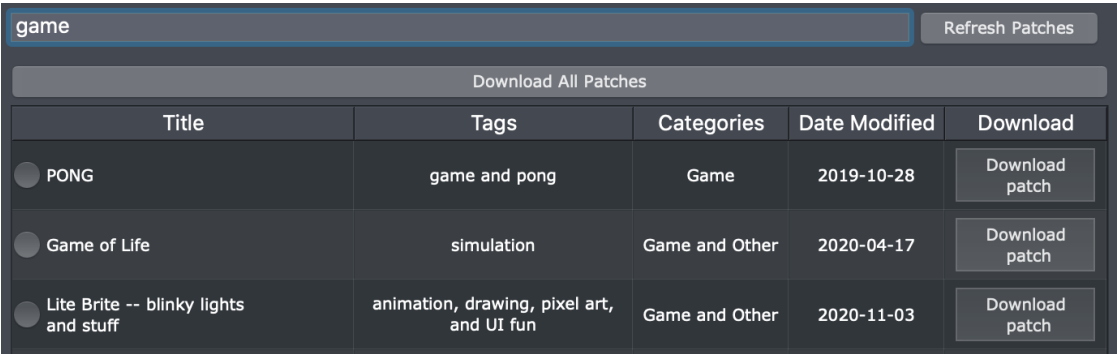 game
Refresh Patches
Download All Patches
Title Tags Categories Date Modified Download
PONG game and pong Game 2019-10-28 Download patch
Game of Life simulation Game and Other 2020-04-17 Download patch
Lite Brite -- blinky lights and stuff animation, drawing, pixel art, and UI fun Game and Other 2020-11-03 Download patch